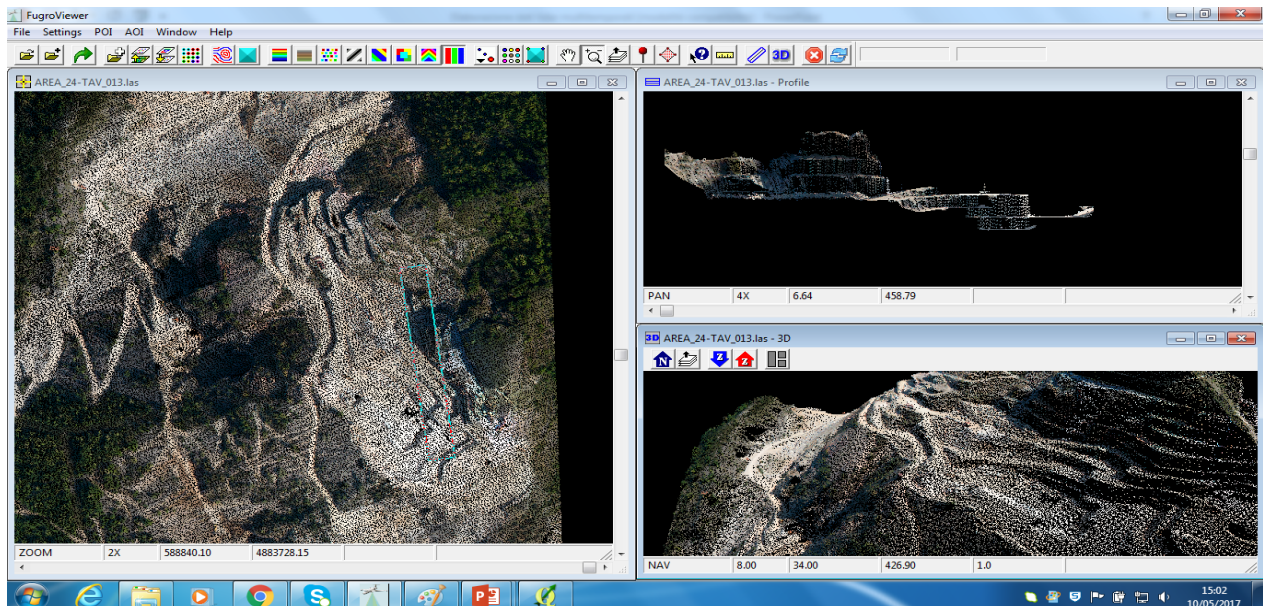 FugroViewer
File Settings POI AOI Window Help
3D
AREA_24-TAV_013.las
ZOOM 2X 588840.10 4883728.15
AREA_24-TAV_013.las - Profile
PAN 4X 6.64 458.79
3D AREA_24-TAV_013.las - 3D
N Z Z
NAV 8.00 34.00 426.90 1.0
15:02
10/05/2017